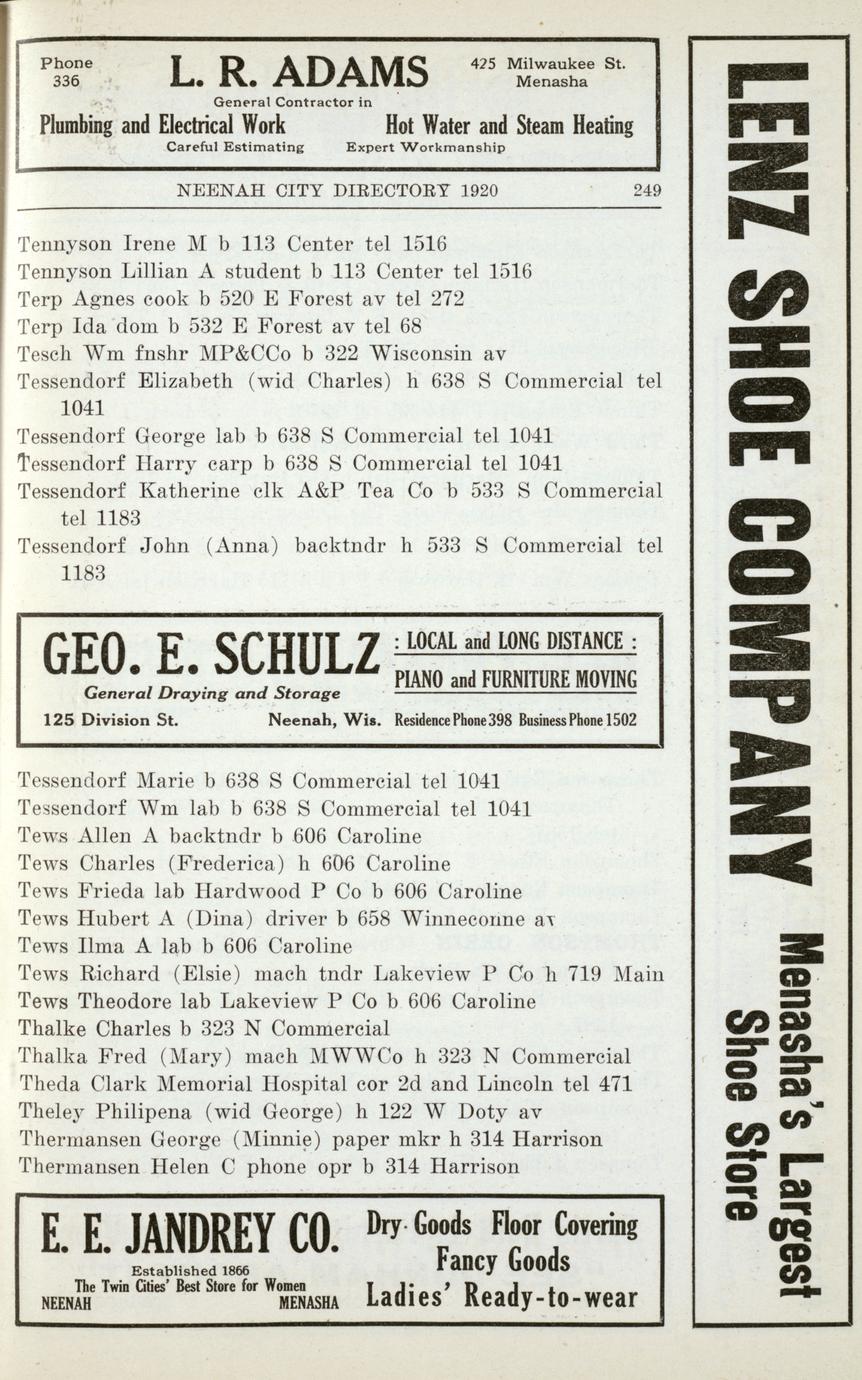 Phone 336
L. R. ADAMS
425 Milwaukee St. Menasha
General Contractor in
Plumbing and Electrical Work Hot Water and Steam Heating
Careful Estimating Expert Workmanship
NEENAH CITY DIRECTORY 1920 249
Tennyson Irene M b 113 Center tel 1516
Tennyson Lillian A student b 113 Center tel 1516
Terp Agnes cook b 520 E Forest av tel 272
Terp Ida dom b 532 E Forest av tel 68
Tesch Wm fnshr MP&CCo b 322 Wisconsin av
Tessendorf Elizabeth (wid Charles) h 638 S Commercial tel
1041
Tessendorf George lab b 638 S Commercial tel 1041
Tessendorf Harry carp b 638 S Commercial tel 1041
Tessendorf Katherine clk A&P Tea Co b 533 S Commercial
tel 1183
Tessendorf John (Anna) backtndr h 533 S Commercial tel
1183
GEO. E. SCHULZ
General Draying and Storage
125 Division St. Neenah, Wis.
: LOCAL and LONG DISTANCE :
PIANO and FURNITURE MOVING
Residence Phone 398 Business Phone 1502
Tessendorf Marie b 638 S Commercial tel 1041
Tessendorf Wm lab b 638 S Commercial tel 1041
Tews Allen A backtndr b 606 Caroline
Tews Charles (Frederica) h 606 Caroline
Tews Frieda lab Hardwood P Co b 606 Caroline
Tews Hubert A (Dina) driver b 658 Winneconne av
Tews Ilma A lab b 606 Caroline
Tews Richard (Elsie) mach tndr Lakeview P Co h 719 Main
Tews Theodore lab Lakeview P Co b 606 Caroline
Thalke Charles b 323 N Commercial
Thalka Fred (Mary) mach MWWCo h 323 N Commercial
Theda Clark Memorial Hospital cor 2d and Lincoln tel 471
Theley Philipena (wid George) h 122 W Doty av
Thermansen George (Minnie) paper mkr h 314 Harrison
Thermansen Helen C phone opr b 314 Harrison
E. E. JANDREY CO.
Established 1866
The Twin Cities' Best Store for Women
NEENAH MENASHA
Dry Goods Floor Covering
Fancy Goods
Ladies' Ready-to-wear
LENZ SHOE COMPANY
Menasha's Largest
Shoe Store